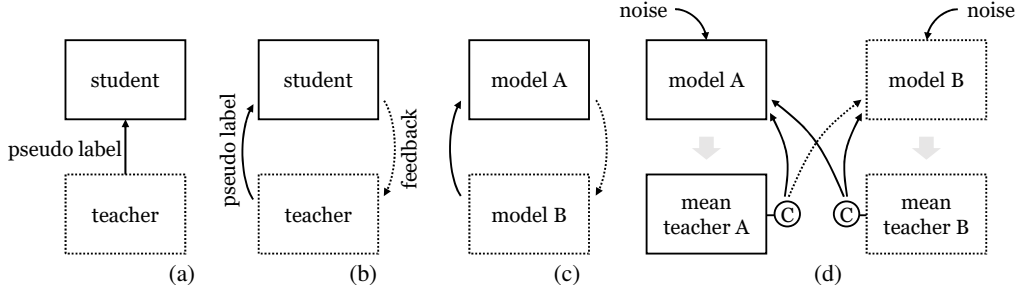 student
pseudo label
teacher
(a)
student
pseudo label
feedback
teacher
(b)
model A
model B
(c)
noise
noise
model A
model B
mean
teacher A
C
C
mean
teacher B
(d)